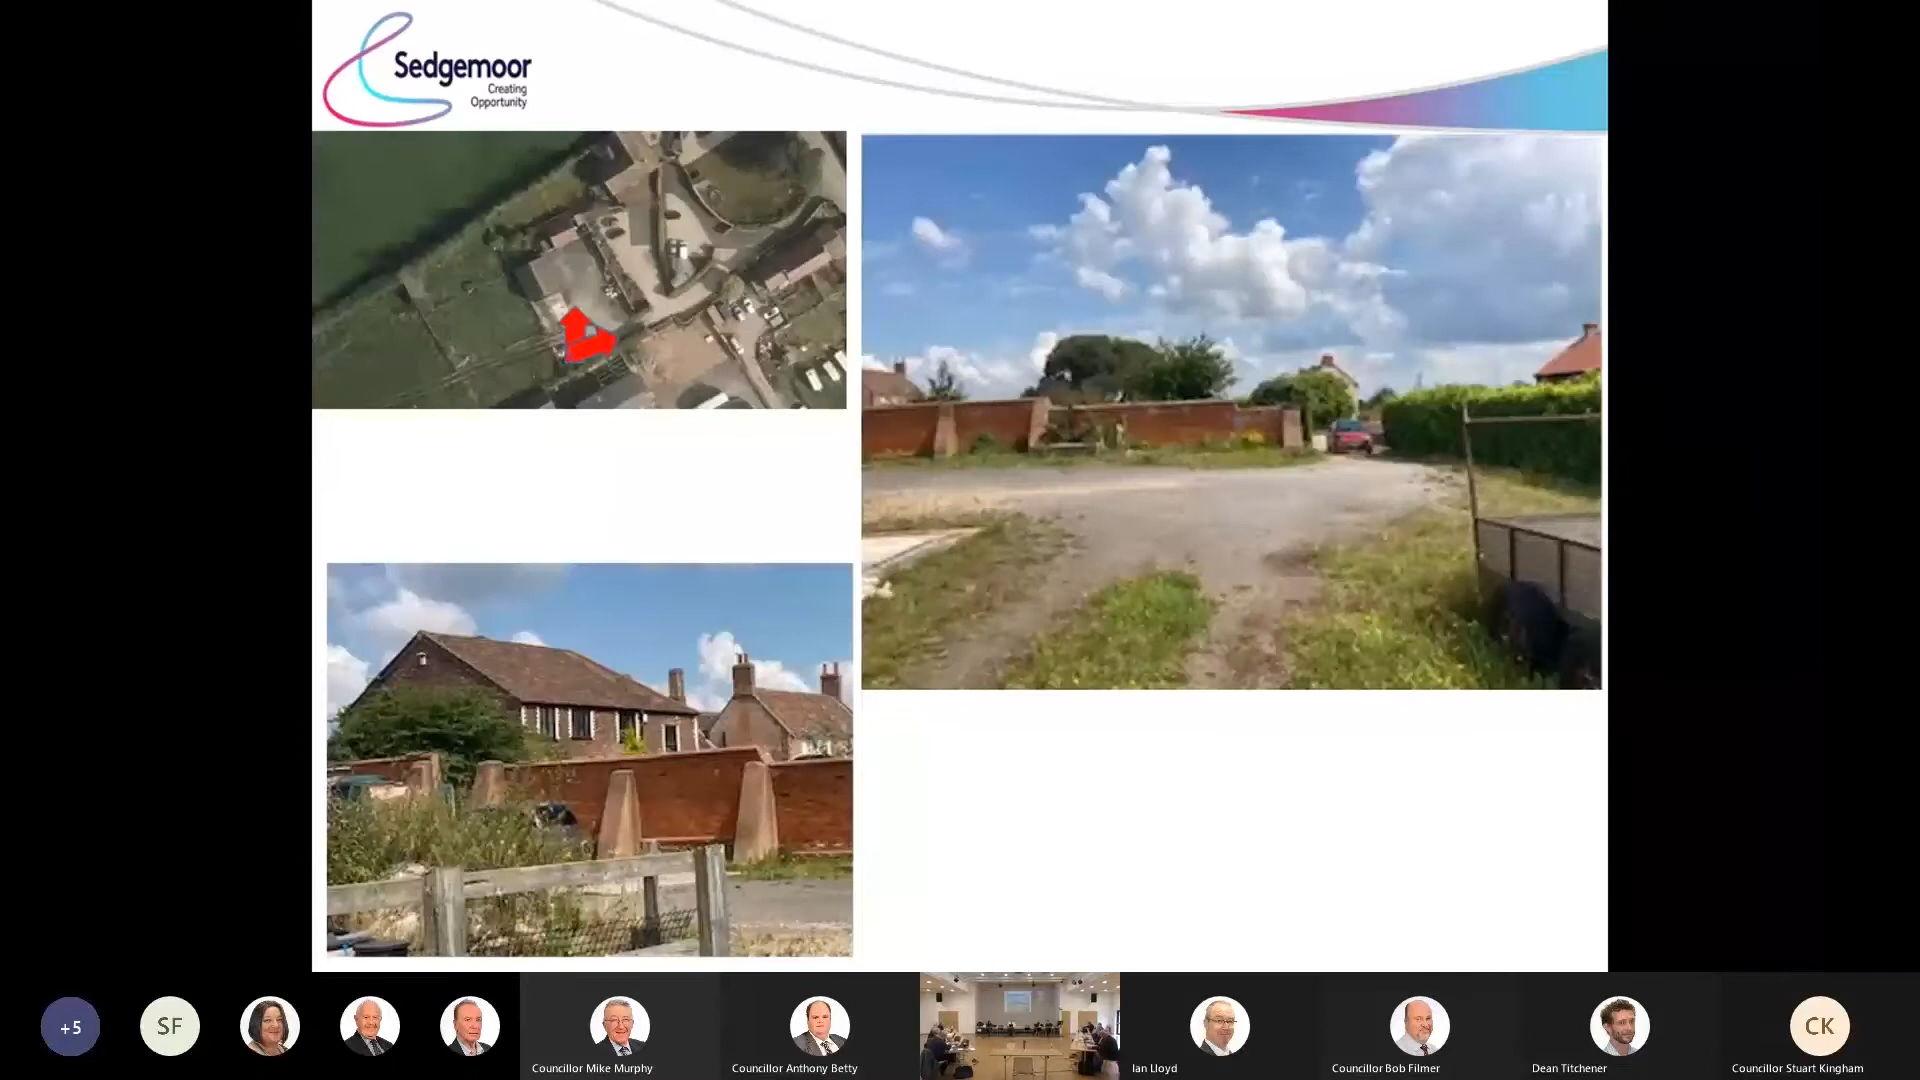 Sedgemoor
Creating
Opportunity
+5
SF
Councillor Mike Murphy
Councillor Anthony Betty
Ian Lloyd
Councillor Bob Filmer
Dean Titchener
CK
Councillor Stuart Kingham